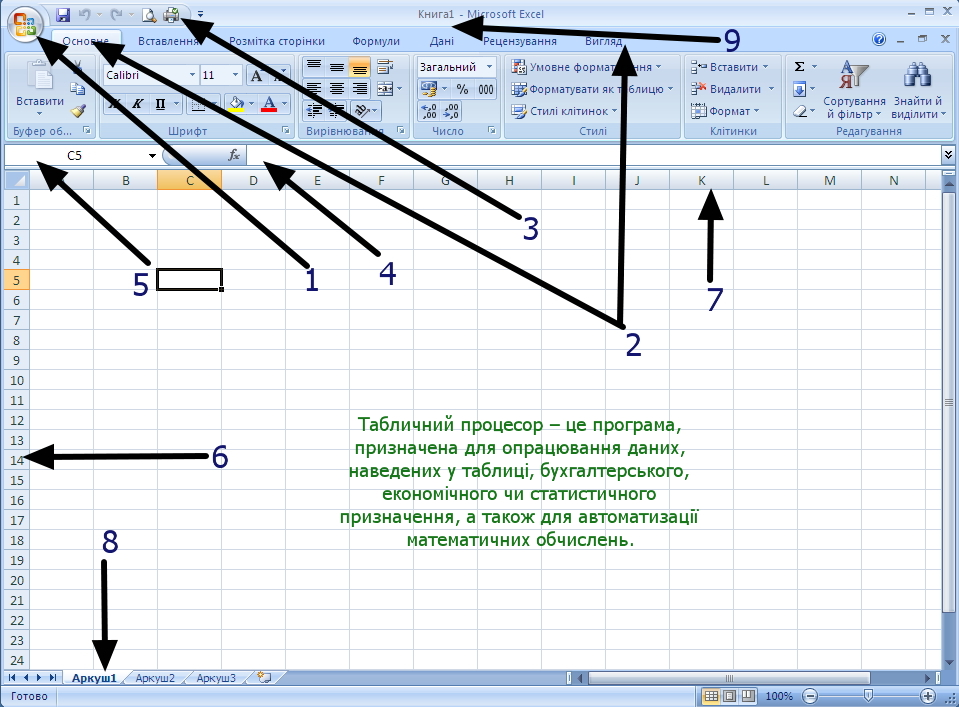 Книга1 - Microsoft Excel
Основне Вставлення Розмітка сторінки Формули Дані Рецензування Вигляд 9
Calibri 11 А А Загальний Умовне форматування Вставити Σ
Вставити Ж К П % 000 Форматувати як таблицю Видалити Сортування й фільтр Знайти й виділити
Стилі клітинок Формат
Буфер об... Шрифт Вирівнювання Число Стилі Клітинки Редагування
C5 fx
B C D E F G H I J K L M N
1
2
3 3
4
5 5 1 4 7
6
7
8 2
9
10
11
12
13
14 6
15
16
17
18 8
19
20
21
22
23
24
Табличний процесор – це програма,
призначена для опрацювання даних,
наведених у таблиці, бухгалтерського,
економічного чи статистичного
призначення, а також для автоматизації
математичних обчислень.
Аркуш1 Аркуш2 Аркуш3
Готово 100%